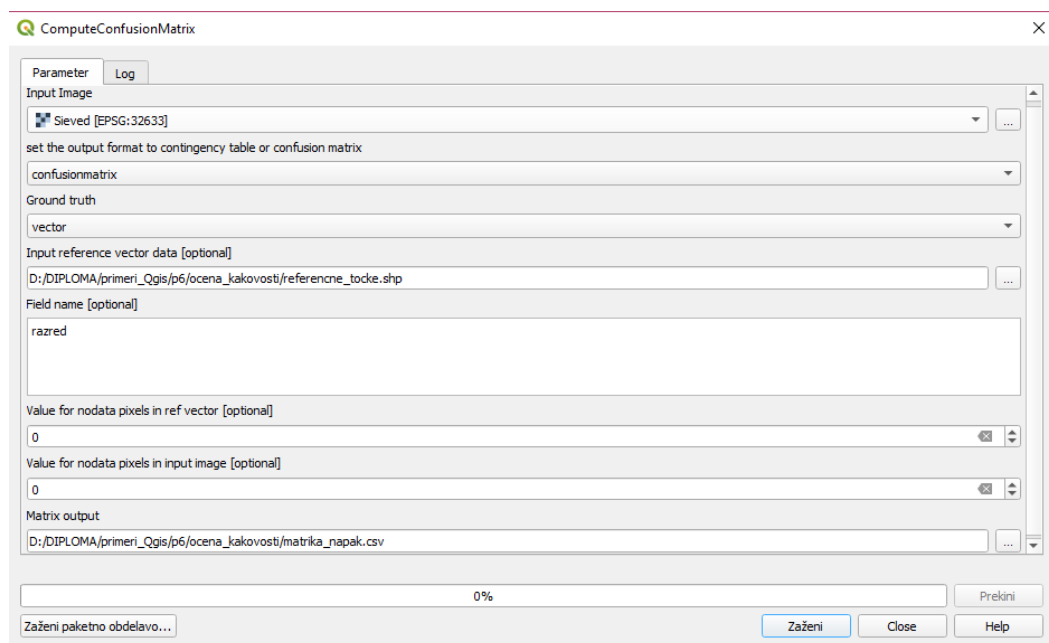 ComputeConfusionMatrix
Parameter Log
Input Image
Sieved [EPSG:32633]
...
set the output format to contingency table or confusion matrix
confusionmatrix
Ground truth
vector
Input reference vector data [optional]
D:/DIPLOMA/primeri_Qgis/p6/ocena_kakovosti/referencne_tocke.shp
...
Field name [optional]
razred
Value for nodata pixels in ref vector [optional]
0
Value for nodata pixels in input image [optional]
0
Matrix output
D:/DIPLOMA/primeri_Qgis/p6/ocena_kakovosti/matrika_napak.csv
...
0% Prekini
Zaženi paketno obdelavo... Zaženi Close Help